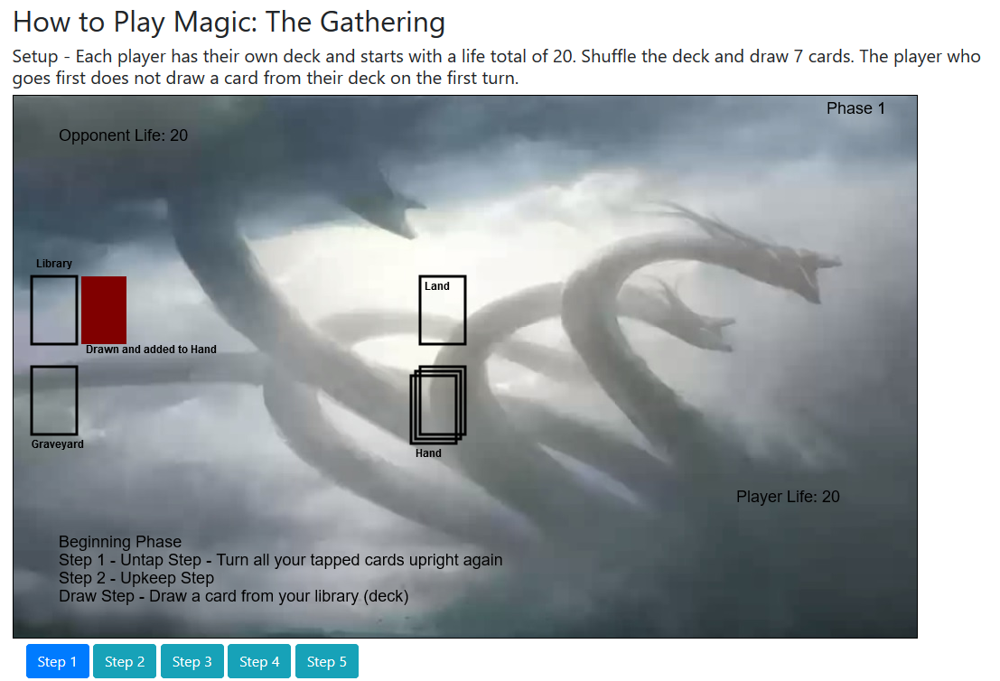 How to Play Magic: The Gathering
Setup - Each player has their own deck and starts with a life total of 20. Shuffle the deck and draw 7 cards. The player who
goes first does not draw a card from their deck on the first turn.
Phase 1
Opponent Life: 20
Library
Land
Drawn and added to Hand
Graveyard
Hand
Player Life: 20
Beginning Phase
Step 1 - Untap Step - Turn all your tapped cards upright again
Step 2 - Upkeep Step
Draw Step - Draw a card from your library (deck)
Step 1 Step 2 Step 3 Step 4 Step 5